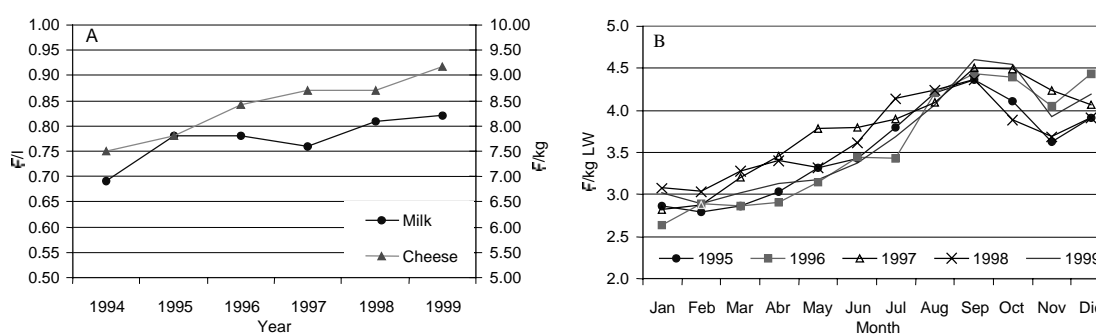 A
₣/l
1.00
0.95
0.90
0.85
0.80
0.75
0.70
0.65
0.60
0.55
0.50
10.00
9.50
9.00
8.50
8.00
7.50
7.00
6.50
6.00
5.50
5.00
₣/kg
Milk
Cheese
1994 1995 1996 1997 1998 1999
Year
B
₣/kg LW
5.0
4.5
4.0
3.5
3.0
2.5
2.0
1995 1996 1997 1998 1999
Jan Feb Mar Abr May Jun Jul Aug Sep Oct Nov Dic
Month